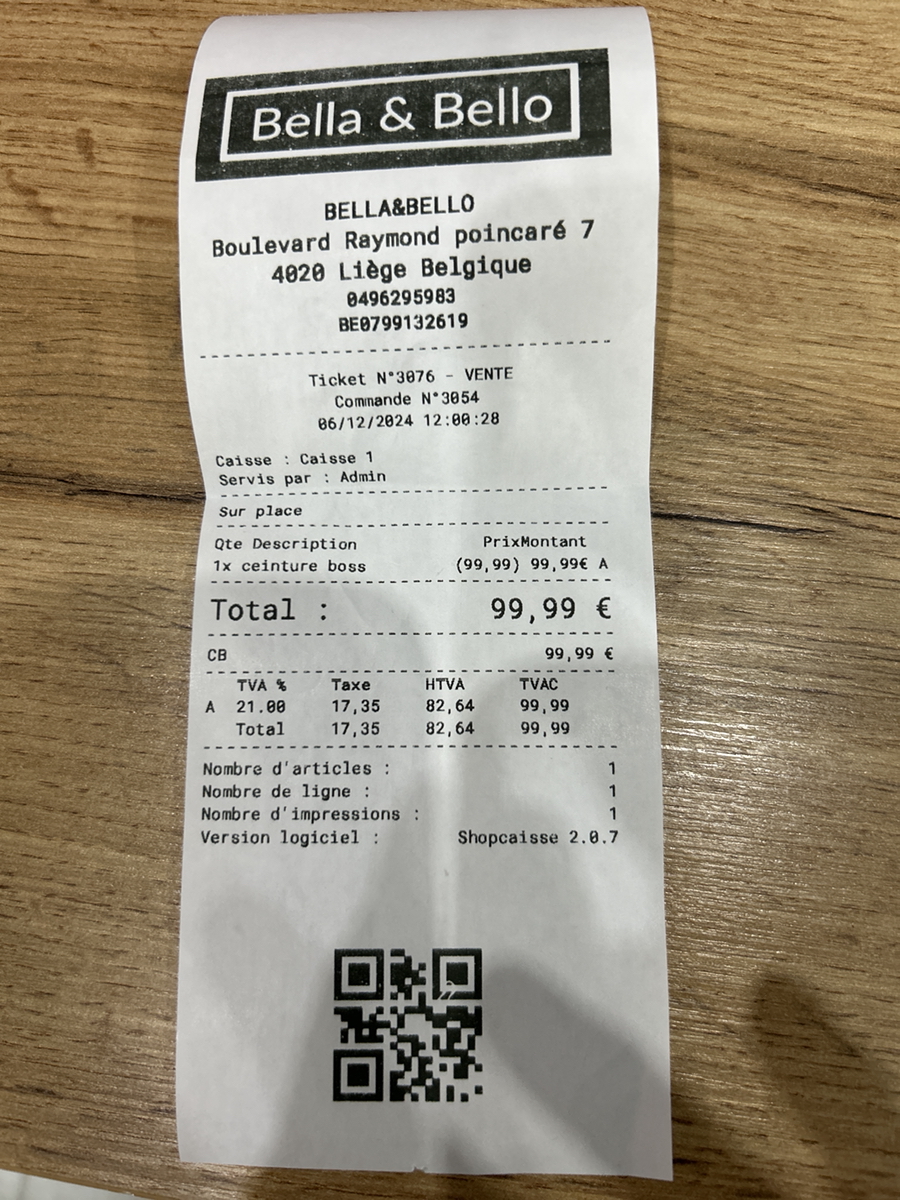 Bella & Bello
BELLA&BELLO
Boulevard Raymond poincaré 7
4020 Liège Belgique
0496295983
BE0799132619
Ticket N°3076 - VENTE
Commande N°3054
06/12/2024 12:00:28
Caisse : Caisse 1
Servis par : Admin
Sur place
Qte Description PrixMontant
1x ceinture boss (99,99) 99,99€ A
Total : 99,99 €
CB 99,99 €
TVA % Taxe HTVA TVAC
A 21.00 17,35 82,64 99,99
Total 17,35 82,64 99,99
Nombre d'articles : 1
Nombre de ligne : 1
Nombre d'impressions : 1
Version logiciel : Shopcaisse 2.0.7